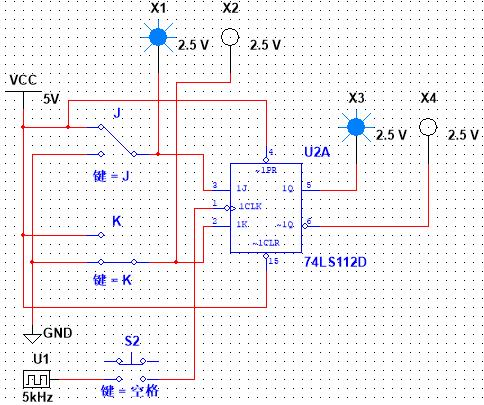 X1 X2
2.5 V 2.5 V
VCC
5V
X3 X4
2.5 V 2.5 V
J
键 = J
U2A
4
~1PR
3 1J 1Q 5
1 1CLK
2 1K ~1Q 6
~1CLR
15
74LS112D
K
键 = K
GND
S2
U1
键 = 空格
5kHz